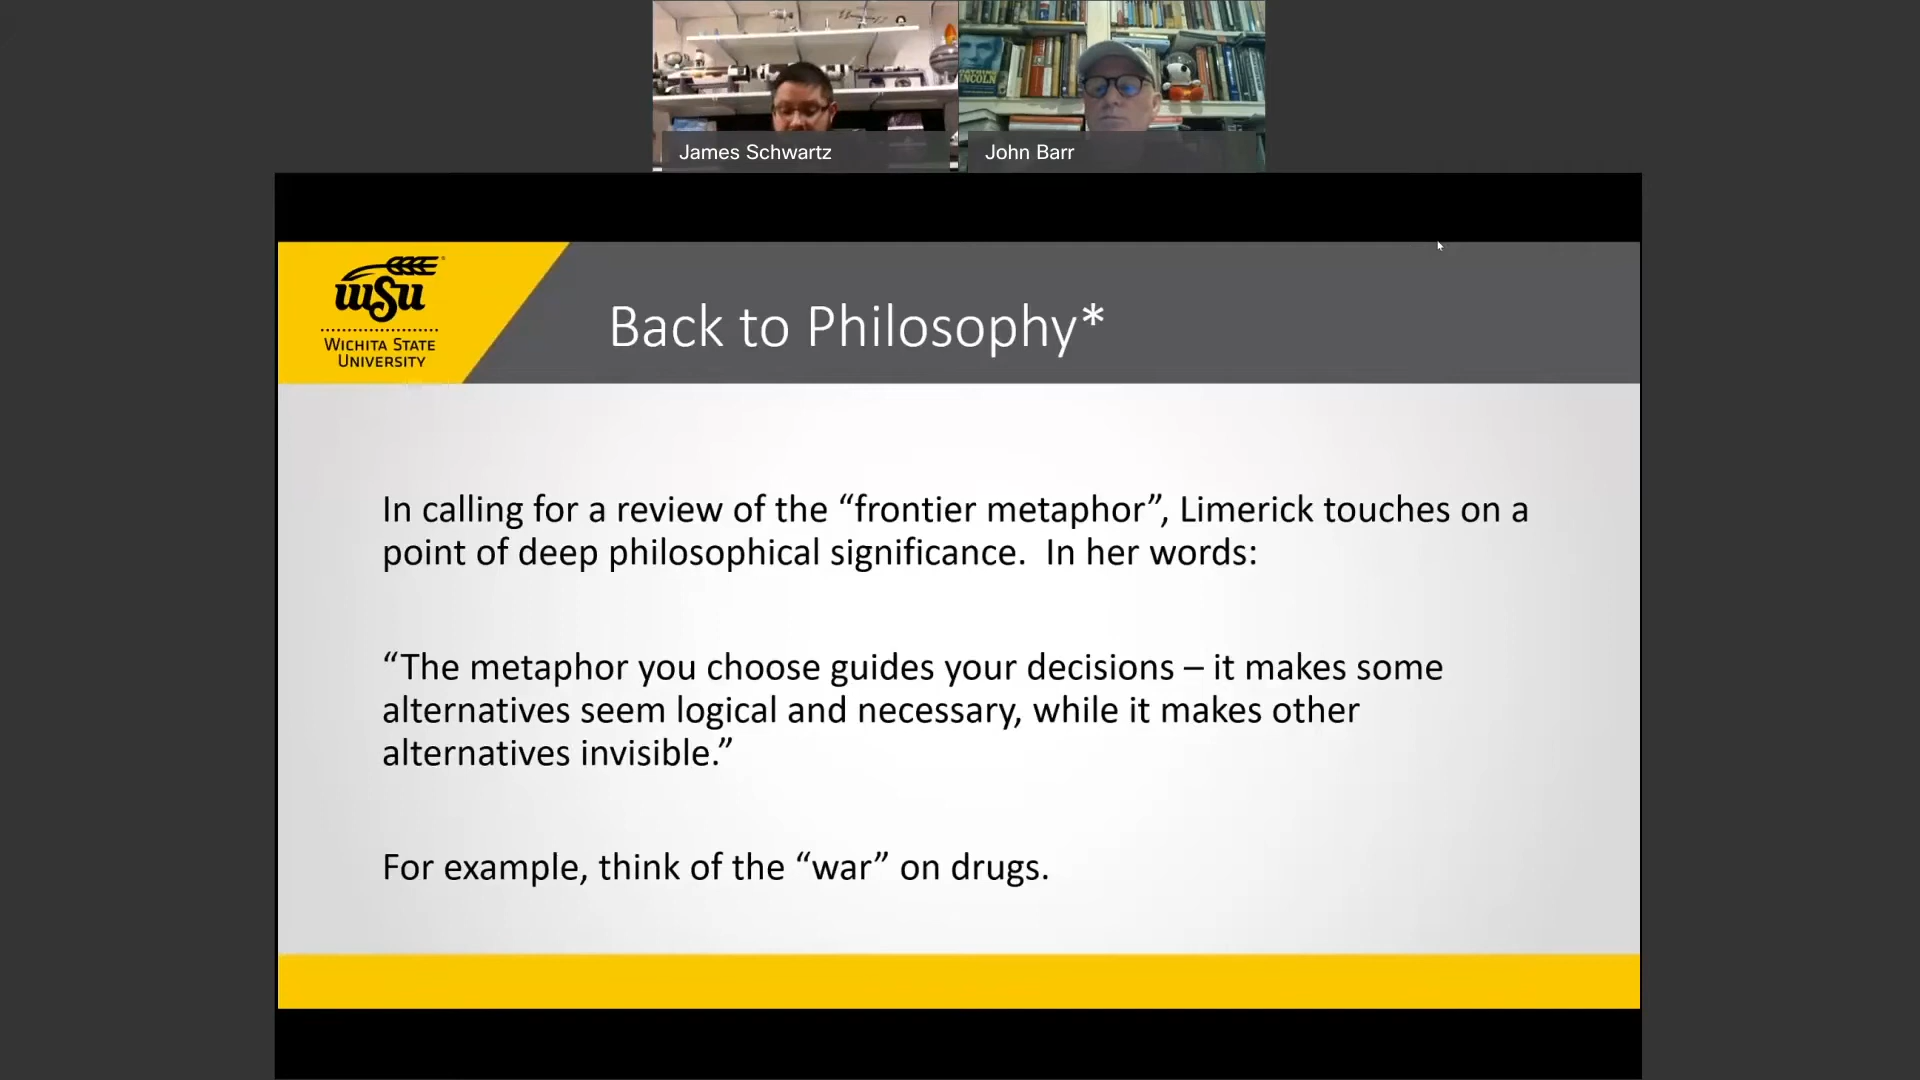 LINCOLN
James Schwartz
John Barr
wsu
WICHITA STATE
UNIVERSITY
Back to Philosophy*
In calling for a review of the “frontier metaphor”, Limerick touches on a
point of deep philosophical significance.  In her words:
“The metaphor you choose guides your decisions – it makes some
alternatives seem logical and necessary, while it makes other
alternatives invisible.”
For example, think of the “war” on drugs.